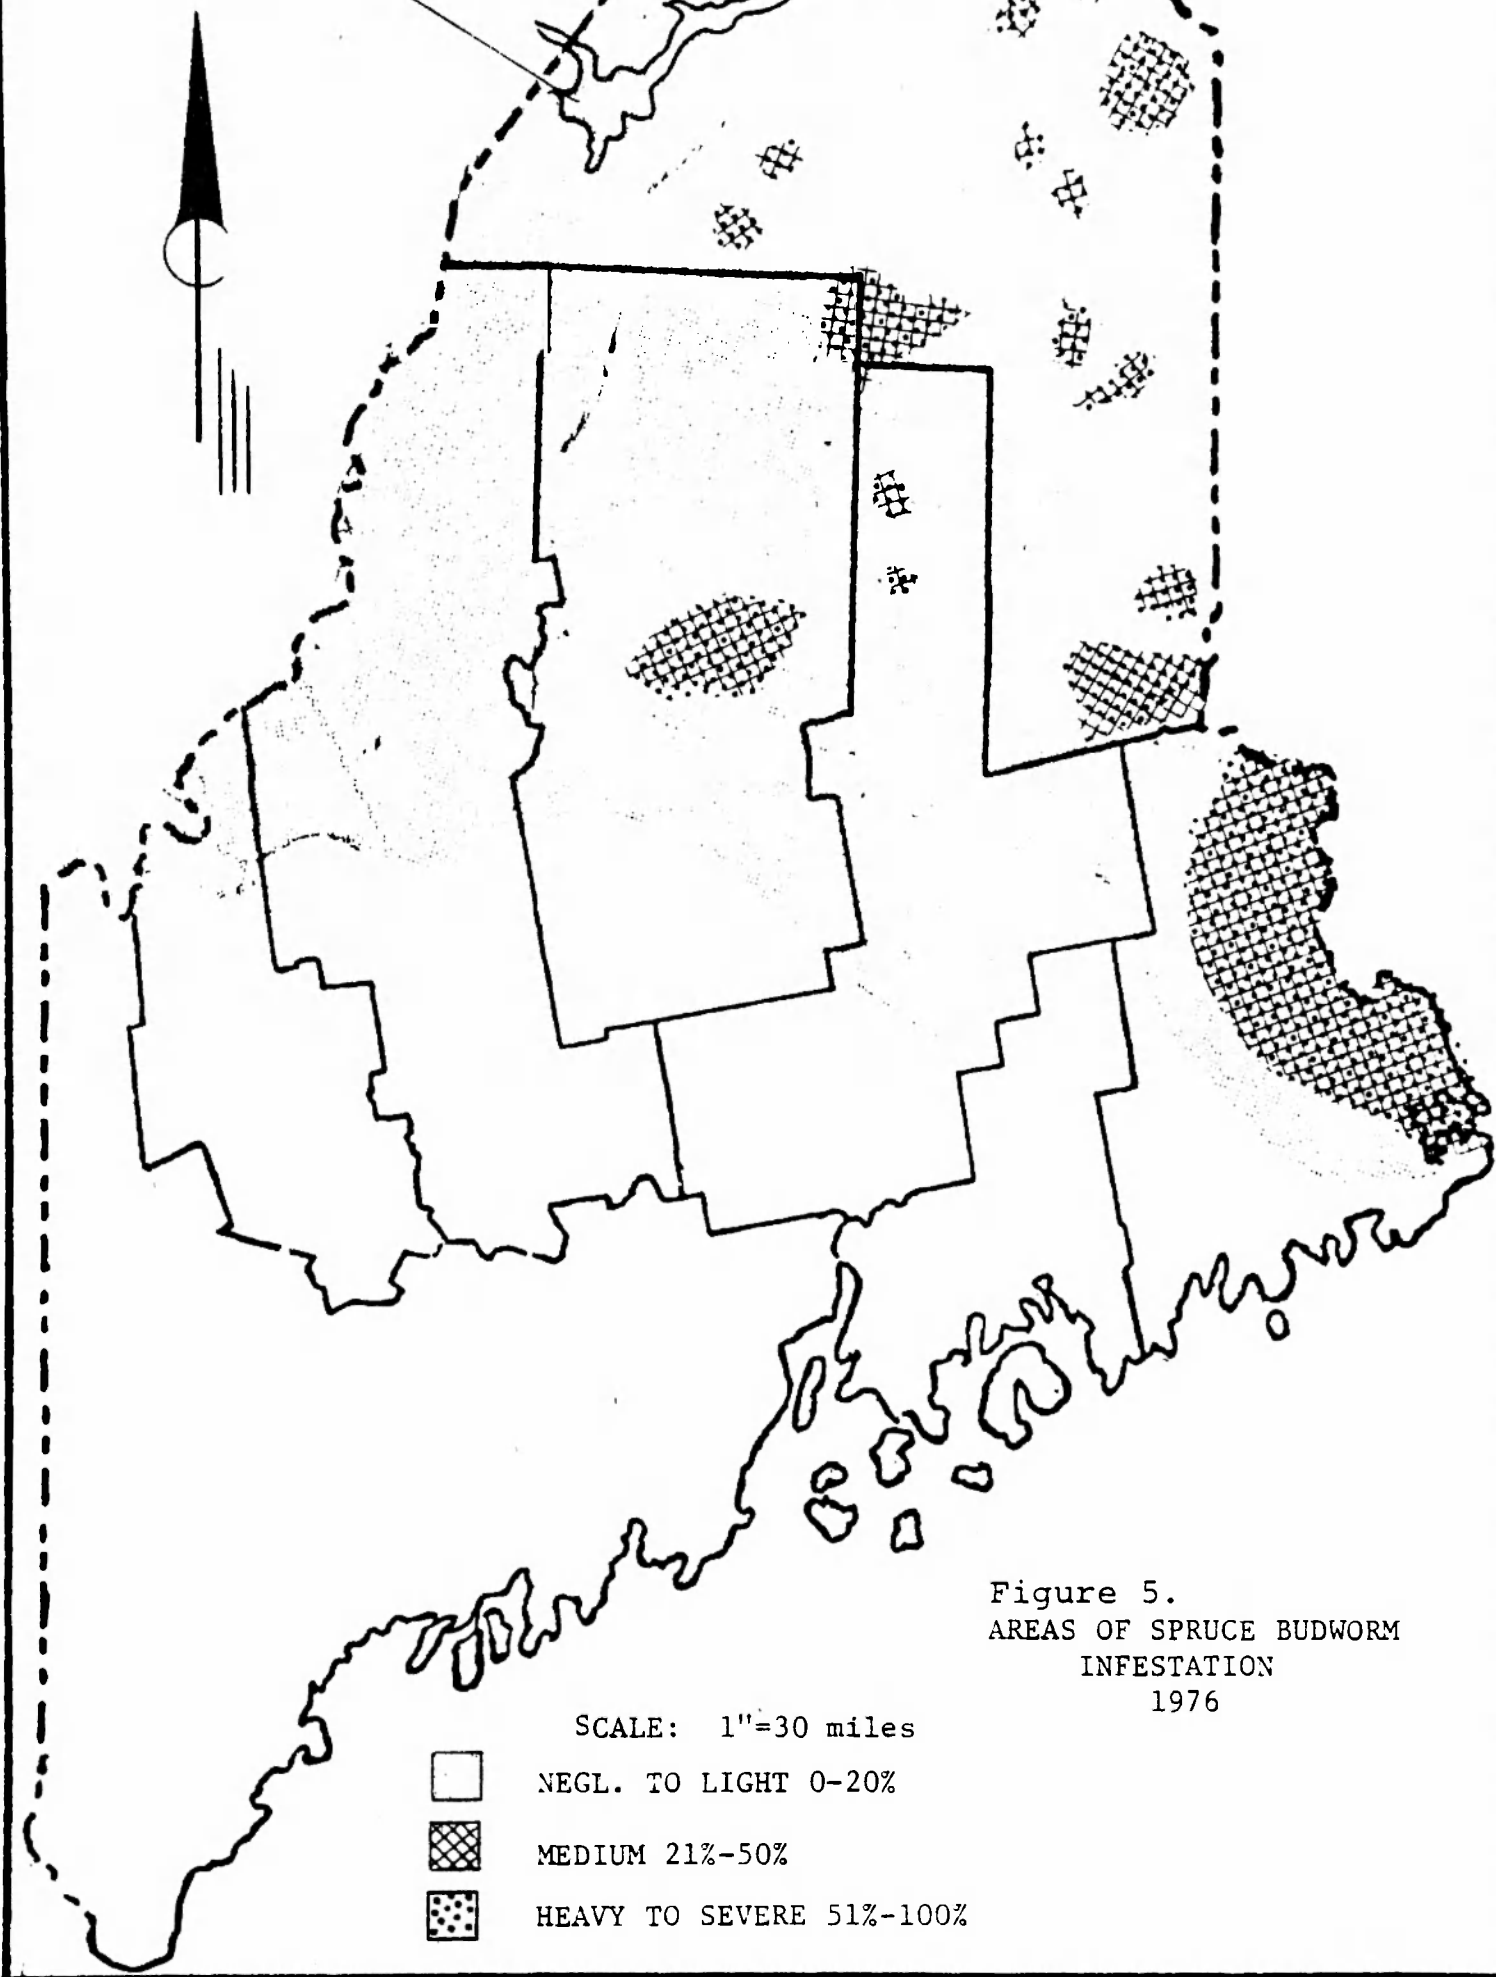 Figure 5.
AREAS OF SPRUCE BUDWORM
INFESTATION
1976
SCALE: 1"=30 miles
NEGL. TO LIGHT 0-20%
MEDIUM 21%-50%
HEAVY TO SEVERE 51%-100%